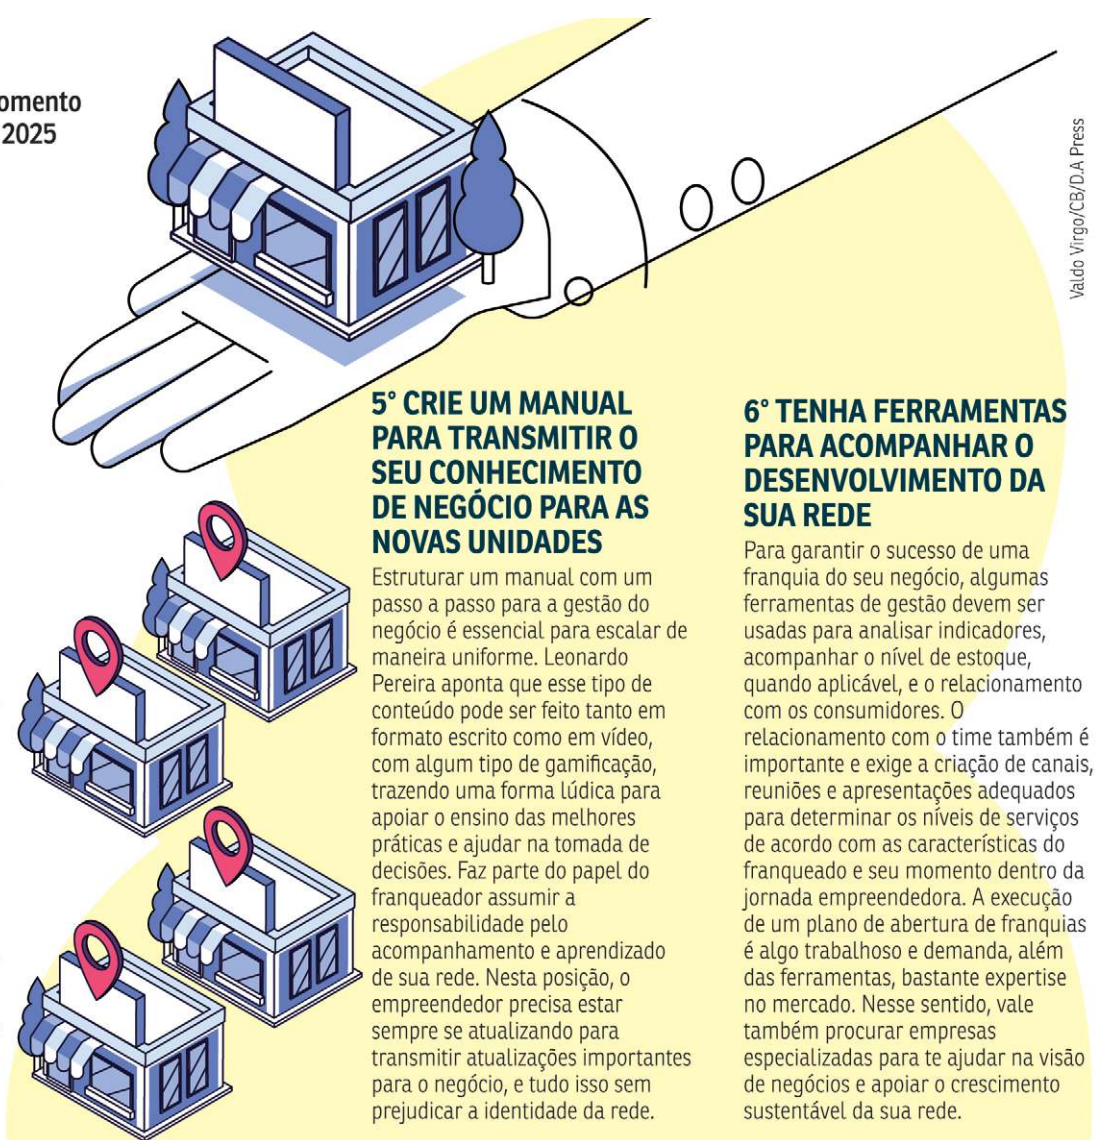 omento
2025
Valdo Virgo/CB/D.A Press
5° CRIE UM MANUAL
PARA TRANSMITIR O
SEU CONHECIMENTO
DE NEGÓCIO PARA AS
NOVAS UNIDADES
Estruturar um manual com um
passo a passo para a gestão do
negócio é essencial para escalar de
maneira uniforme. Leonardo
Pereira aponta que esse tipo de
conteúdo pode ser feito tanto em
formato escrito como em vídeo,
com algum tipo de gamificação,
trazendo uma forma lúdica para
apoiar o ensino das melhores
práticas e ajudar na tomada de
decisões. Faz parte do papel do
franqueador assumir a
responsabilidade pelo
acompanhamento e aprendizado
de sua rede. Nesta posição, o
empreendedor precisa estar
sempre se atualizando para
transmitir atualizações importantes
para o negócio, e tudo isso sem
prejudicar a identidade da rede.
6° TENHA FERRAMENTAS
PARA ACOMPANHAR O
DESENVOLVIMENTO DA
SUA REDE
Para garantir o sucesso de uma
franquia do seu negócio, algumas
ferramentas de gestão devem ser
usadas para analisar indicadores,
acompanhar o nível de estoque,
quando aplicável, e o relacionamento
com os consumidores. O
relacionamento com o time também é
importante e exige a criação de canais,
reuniões e apresentações adequados
para determinar os níveis de serviços
de acordo com as características do
franqueado e seu momento dentro da
jornada empreendedora. A execução
de um plano de abertura de franquias
é algo trabalhoso e demanda, além
das ferramentas, bastante expertise
no mercado. Nesse sentido, vale
também procurar empresas
especializadas para te ajudar na visão
de negócios e apoiar o crescimento
sustentável da sua rede.